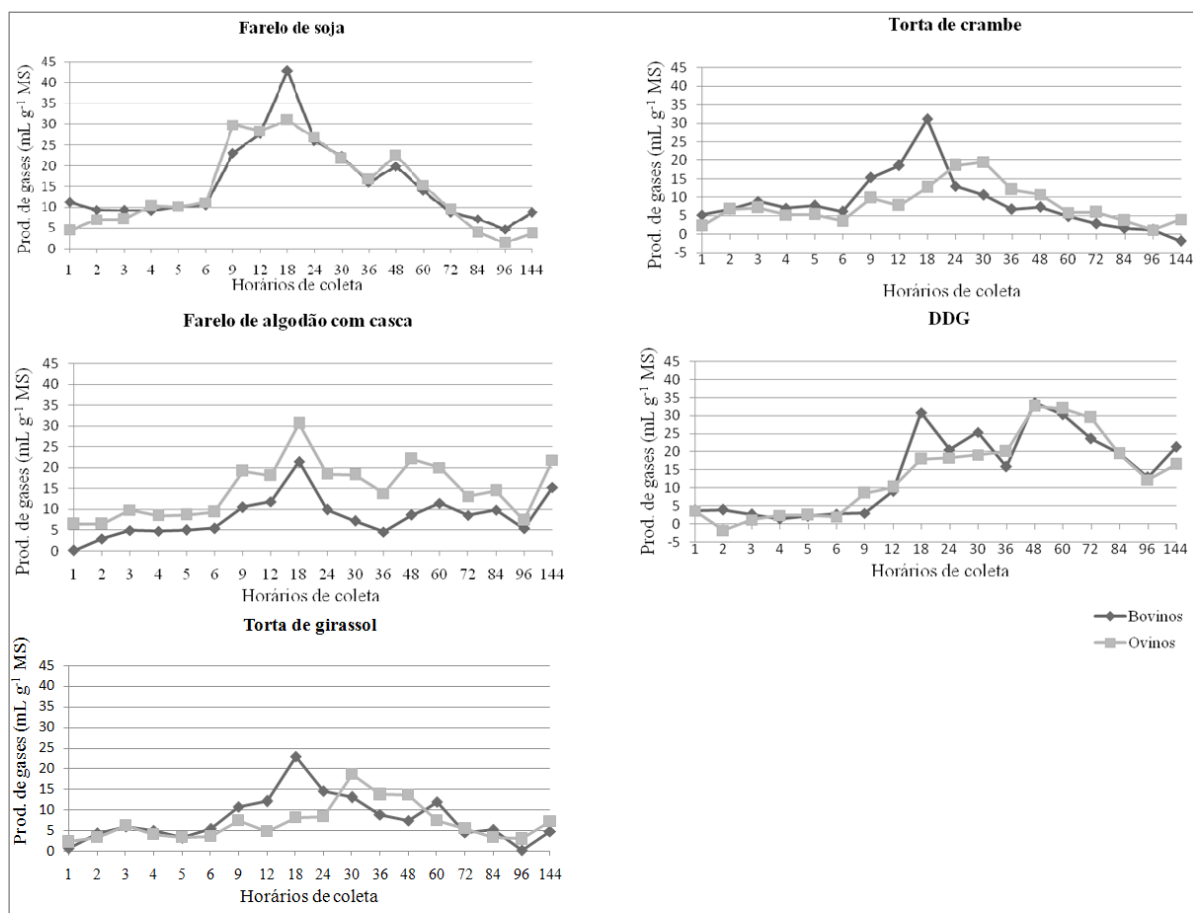 Farelo de soja
Prod. de gases (mL g-1 MS)
45
40
35
30
25
20
15
10
5
0
1 2 3 4 5 6 9 12 18 24 30 36 48 60 72 84 96 144
Horários de coleta
Torta de crambe
Prod. de gases (mL g-1 MS)
45
40
35
30
25
20
15
10
5
0
-5
1 2 3 4 5 6 9 12 18 24 30 36 48 60 72 84 96 144
Horários de coleta
Farelo de algodão com casca
Prod. de gases (mL g-1 MS)
45
40
35
30
25
20
15
10
5
0
1 2 3 4 5 6 9 12 18 24 30 36 48 60 72 84 96 144
Horários de coleta
DDG
Prod. de gases (mL g-1 MS)
45
40
35
30
25
20
15
10
5
0
-5
1 2 3 4 5 6 9 12 18 24 30 36 48 60 72 84 96 144
Horários de coleta
Bovinos
Ovinos
Torta de girassol
Prod. de gases (mL g-1 MS)
45
40
35
30
25
20
15
10
5
0
1 2 3 4 5 6 9 12 18 24 30 36 48 60 72 84 96 144
Horários de coleta